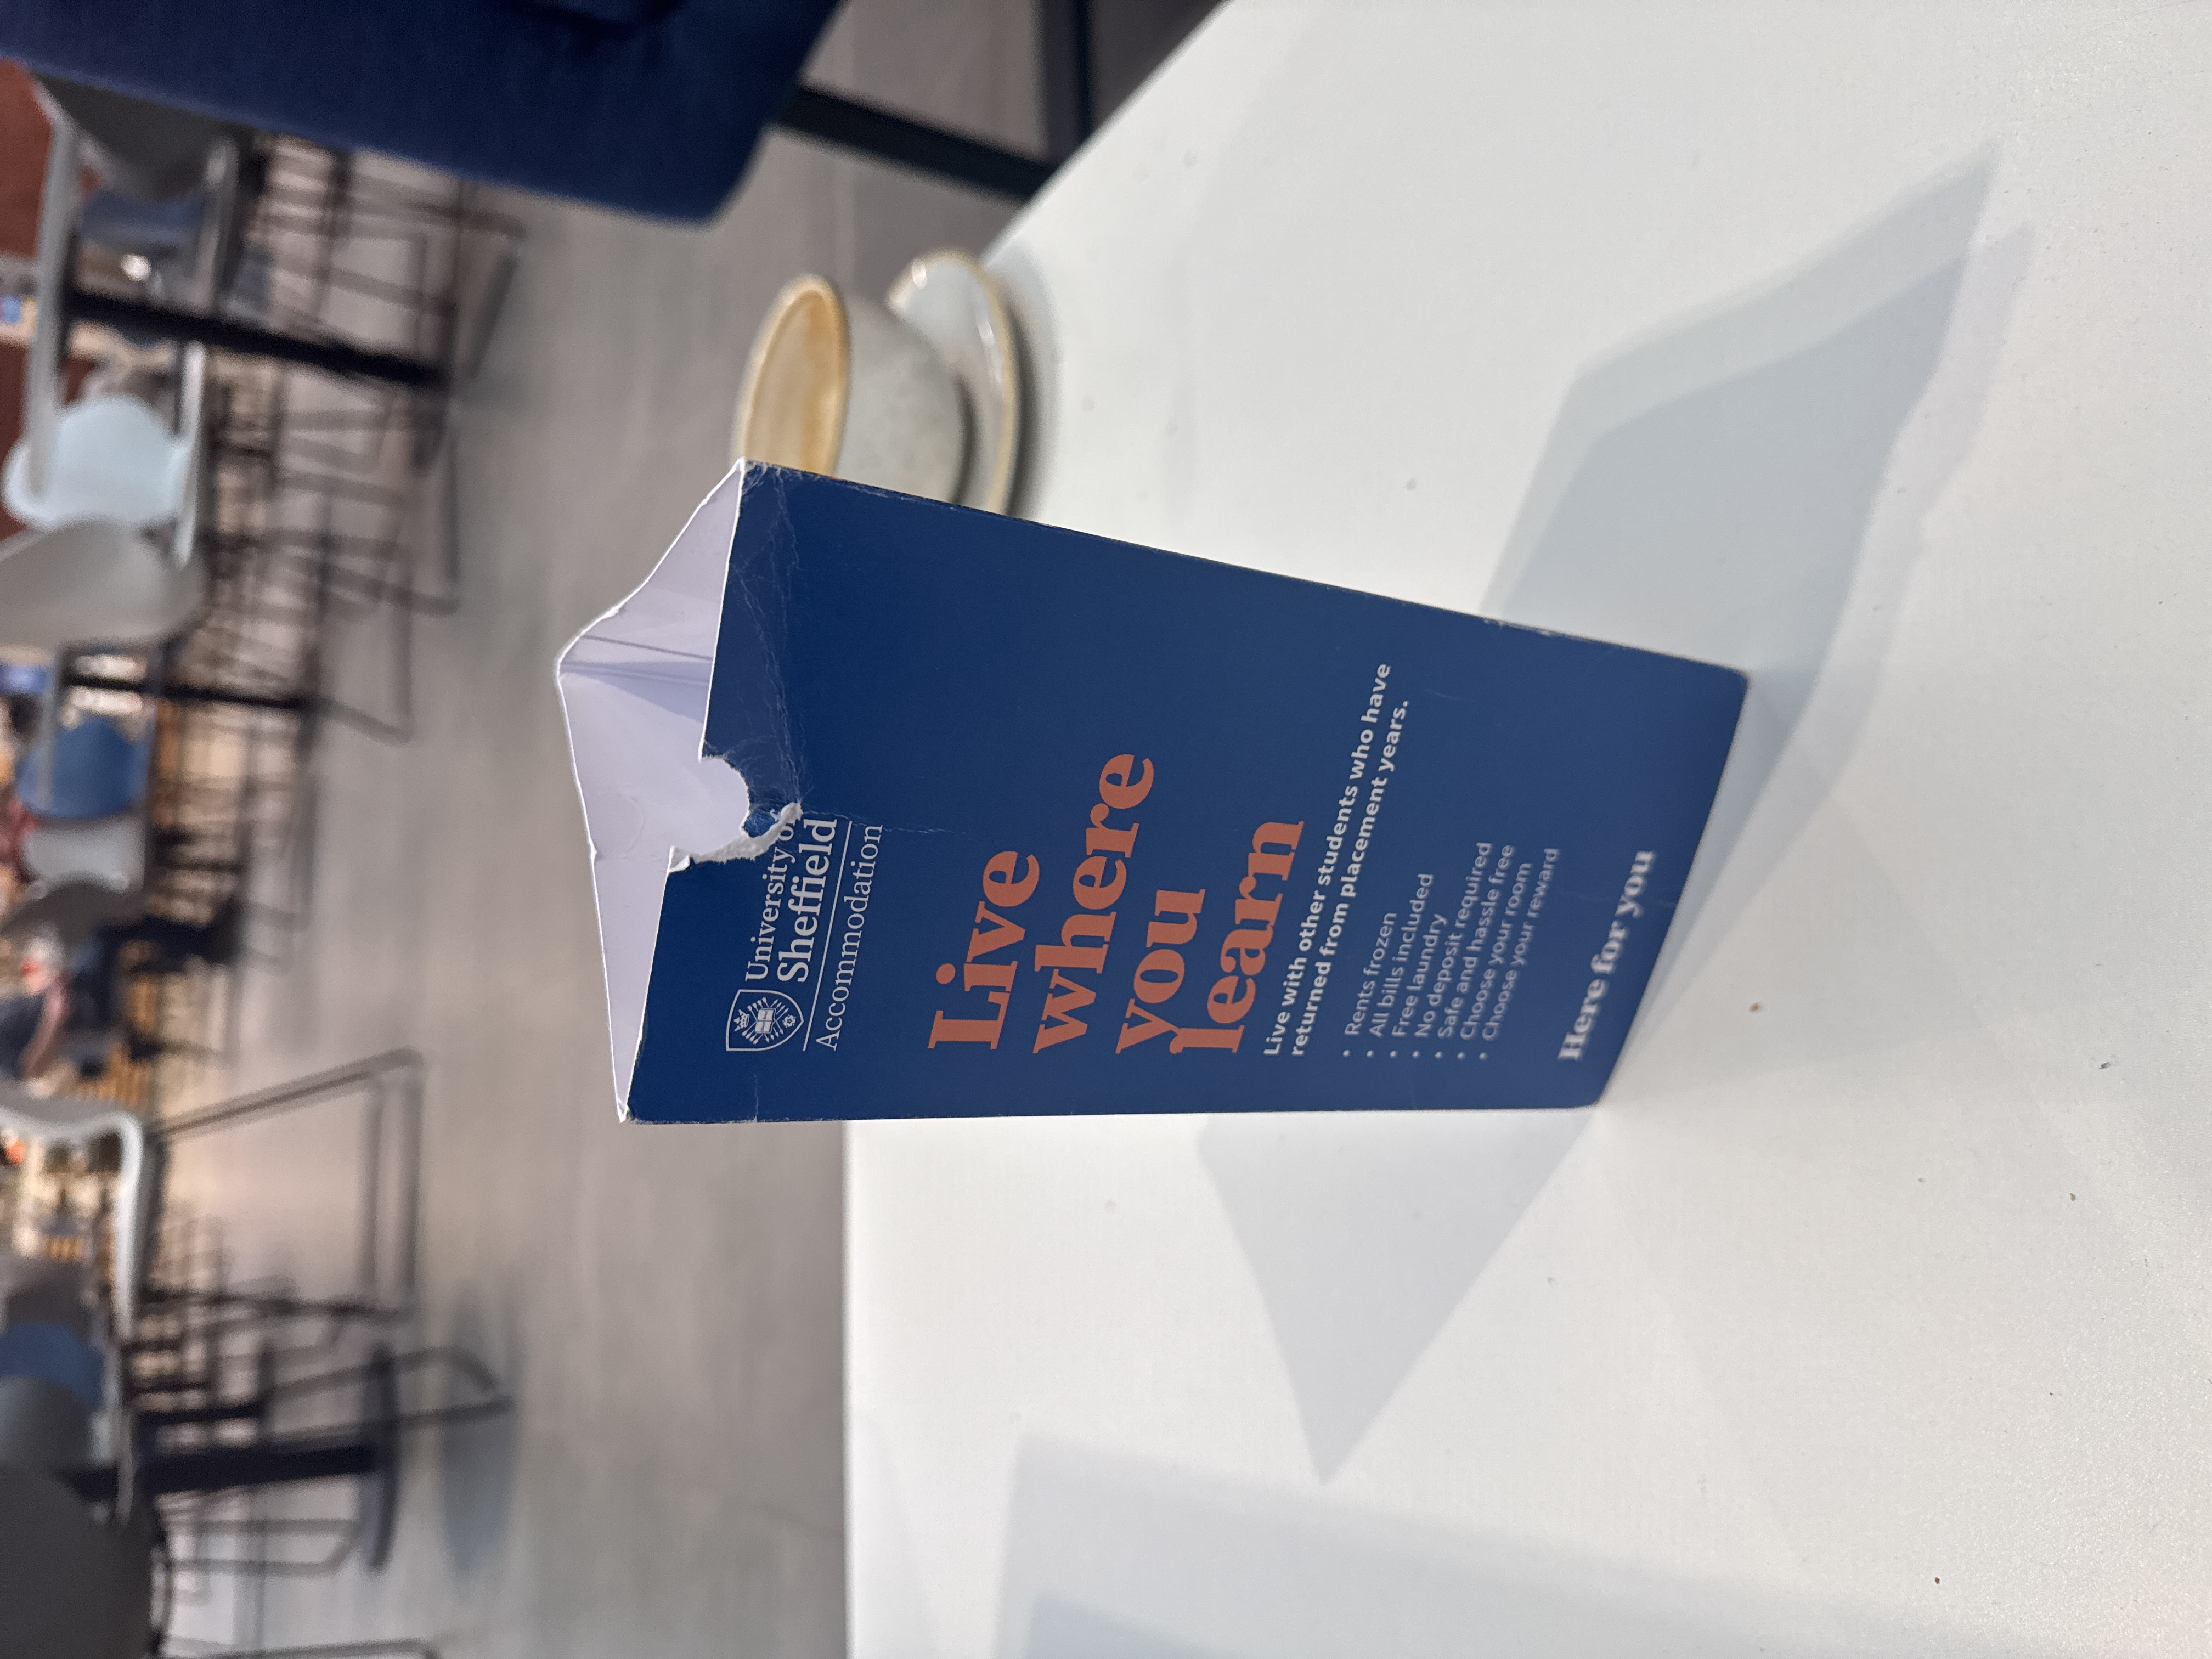 University of
Sheffield
Accommodation
Live
where
you
learn
Live with other students who have
returned from placement years.
• Rents frozen
• All bills included
• Free laundry
• No deposit required
• Safe and hassle free
• Choose your room
• Choose your reward
Here for you